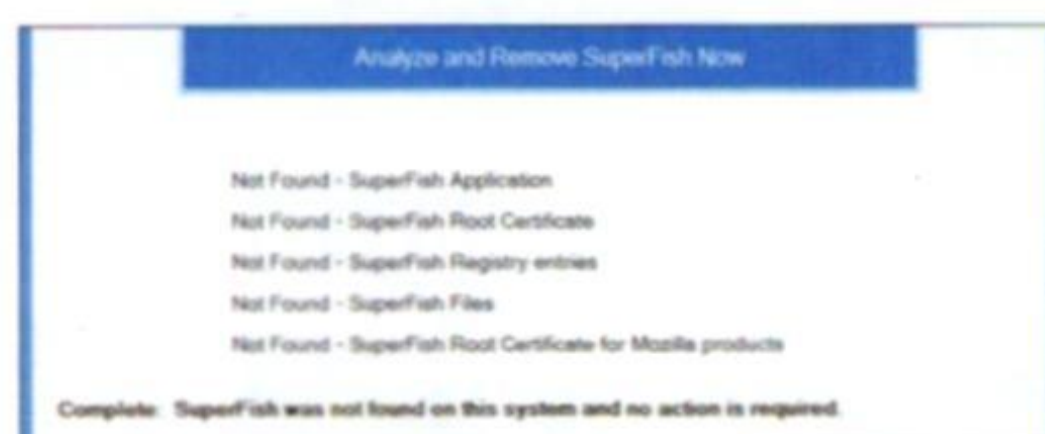 Analyze and Remove SuperFish Now
Not Found - SuperFish Application
Not Found - SuperFish Root Certificate
Not Found - SuperFish Registry entries
Not Found - SuperFish Files
Not Found - SuperFish Root Certificate for Mozilla products
Complete: SuperFish was not found on this system and no action is required.